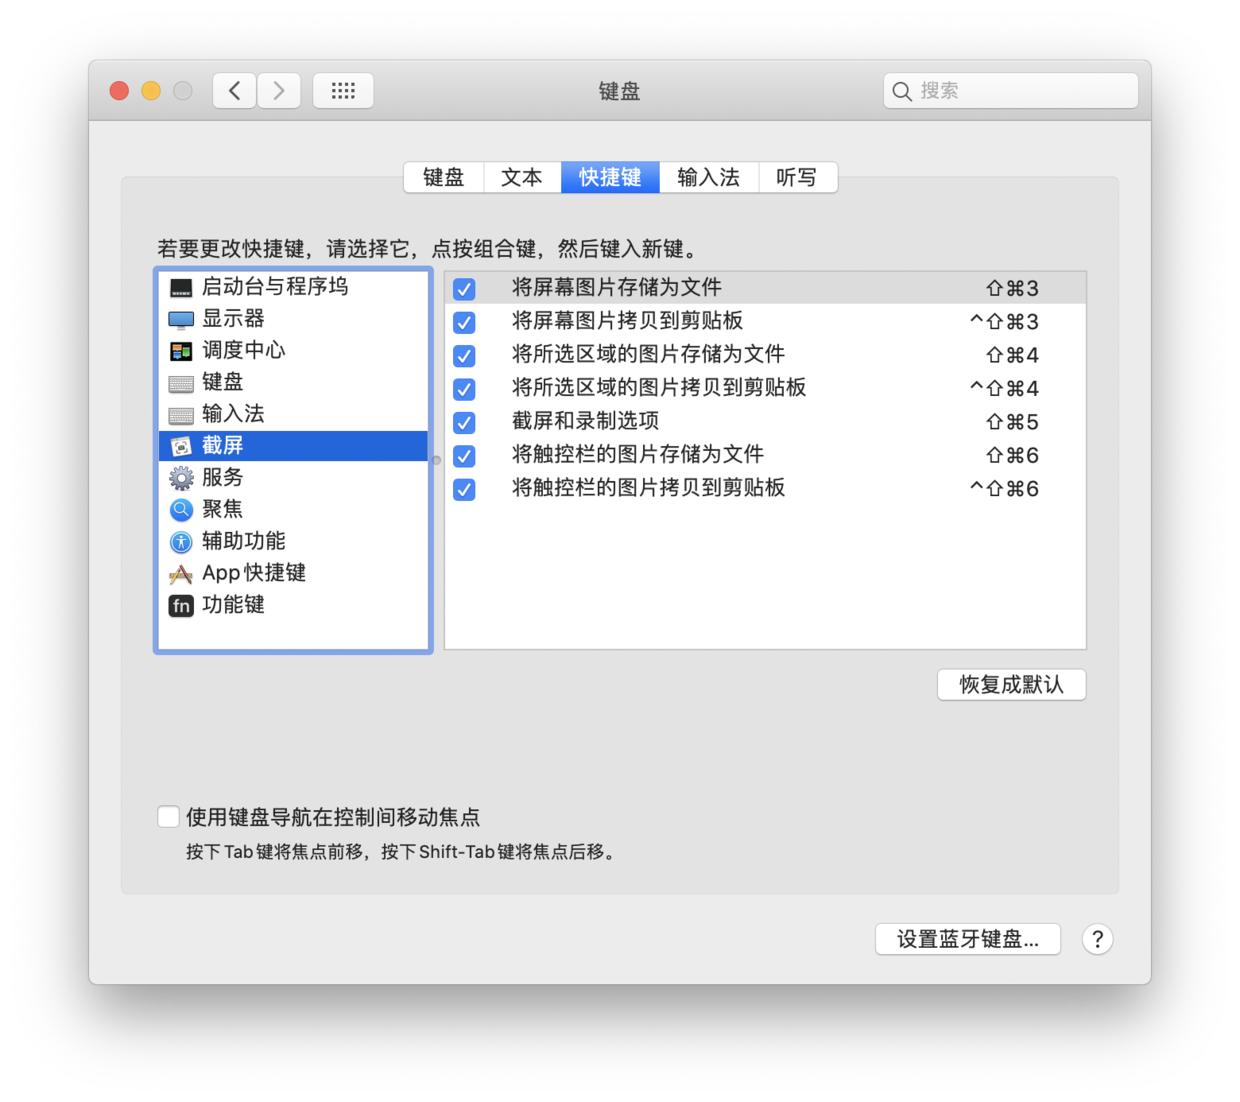 键盘
搜索
键盘 文本 快捷键 输入法 听写
若要更改快捷键，请选择它，点按组合键，然后键入新键。
启动台与程序坞
显示器
调度中心
键盘
输入法
截屏
服务
聚焦
辅助功能
App 快捷键
fn 功能键
将屏幕图片存储为文件 ⇧⌘3
将屏幕图片拷贝到剪贴板 ^⇧⌘3
将所选区域的图片存储为文件 ⇧⌘4
将所选区域的图片拷贝到剪贴板 ^⇧⌘4
截屏和录制选项 ⇧⌘5
将触控栏的图片存储为文件 ⇧⌘6
将触控栏的图片拷贝到剪贴板 ^⇧⌘6
恢复成默认
使用键盘导航在控制间移动焦点
按下 Tab 键将焦点前移，按下 Shift-Tab 键将焦点后移。
设置蓝牙键盘... ?